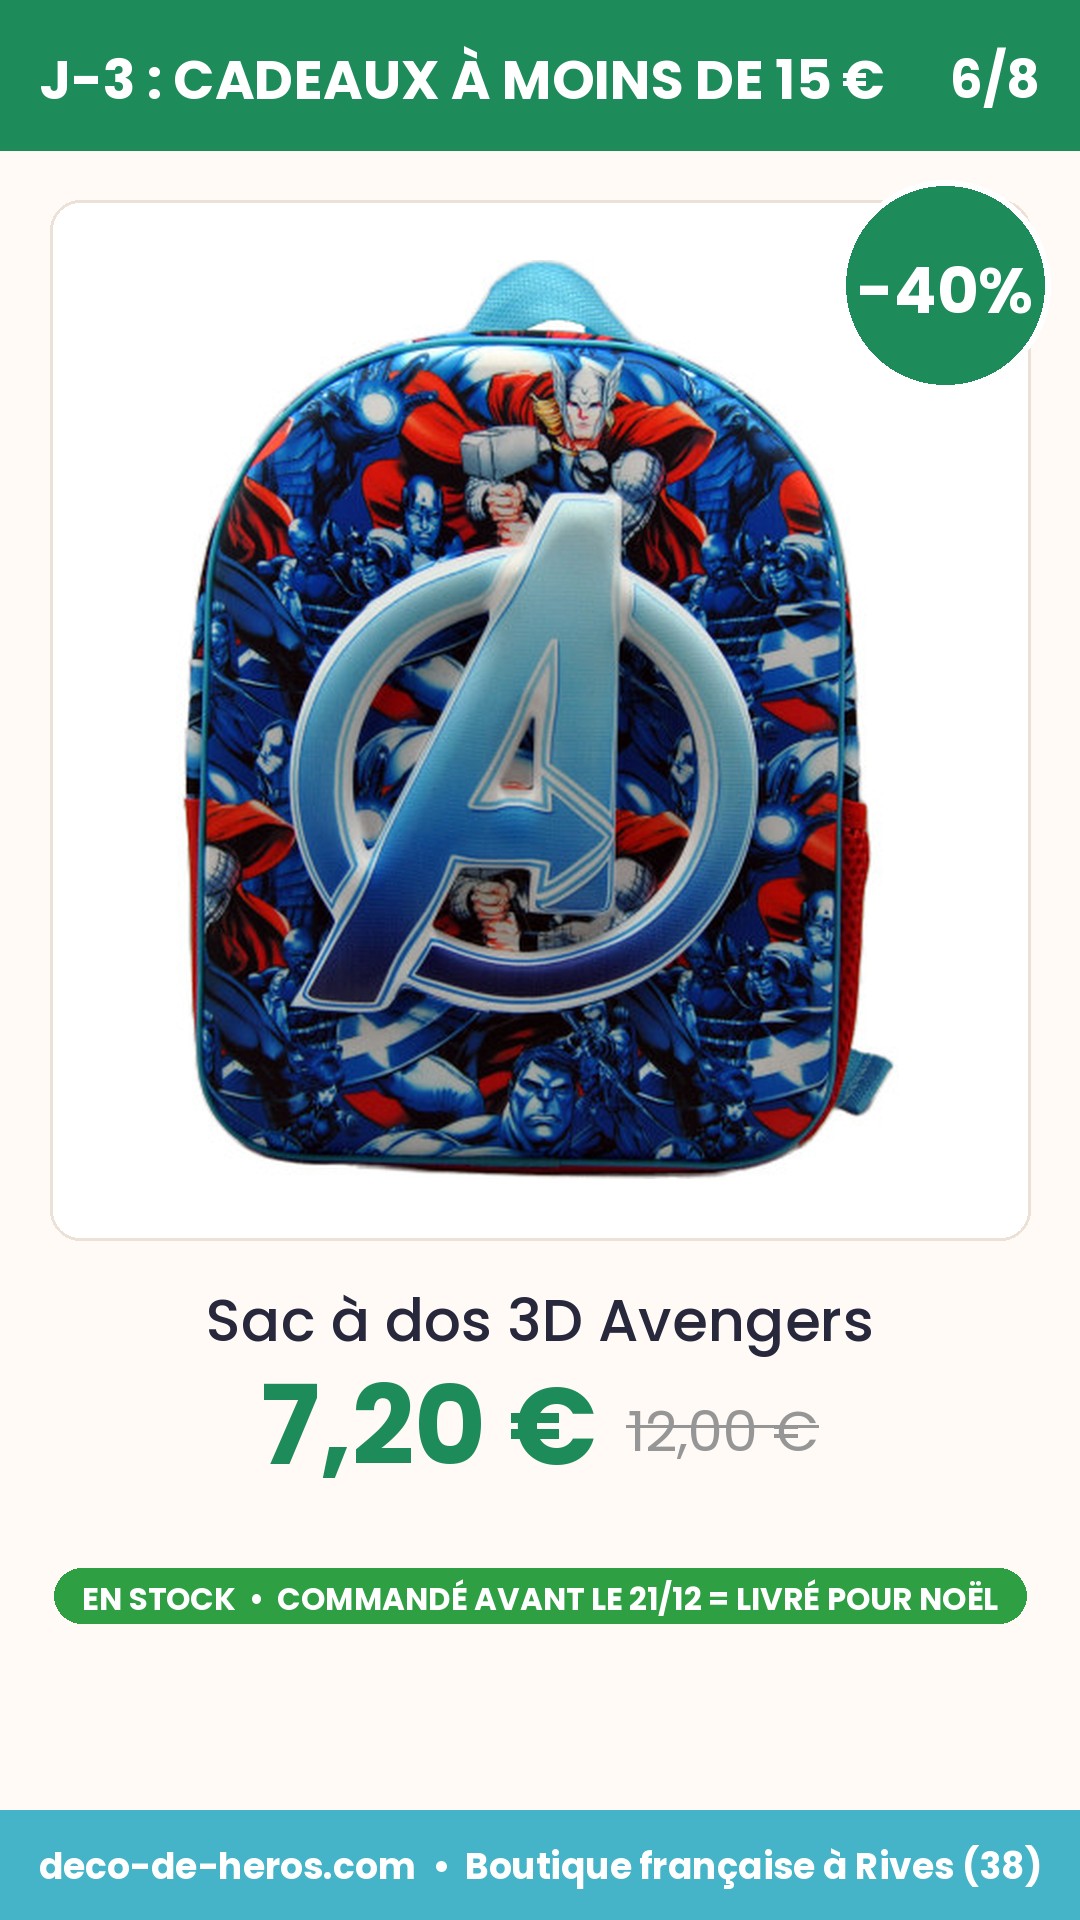 J-3 : CADEAUX À MOINS DE 15 € 6/8
-40%
Sac à dos 3D Avengers
7,20 € 12,00 €
EN STOCK • COMMANDÉ AVANT LE 21/12 = LIVRÉ POUR NOËL
deco-de-heros.com • Boutique française à Rives (38)